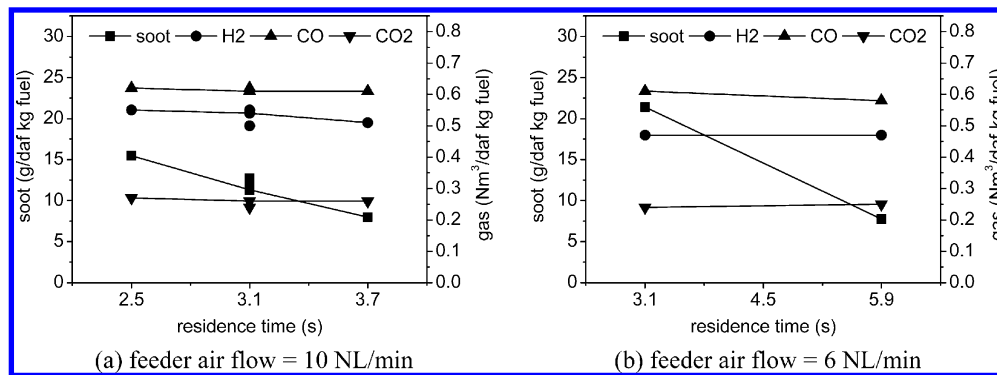 soot H2 CO CO2
30
25
20
15
10
5
0
soot (g/daf kg fuel)
0.8
0.7
0.6
0.5
0.4
0.3
0.2
0.1
0.0
gas (Nm³/daf kg fuel)
2.5 3.1 3.7
residence time (s)
(a) feeder air flow = 10 NL/min
soot H2 CO CO2
30
25
20
15
10
5
0
soot (g/daf kg fuel)
0.8
0.7
0.6
0.5
0.4
0.3
0.2
0.1
0.0
gas (Nm³/daf kg fuel)
3.1 4.5 5.9
residence time (s)
(b) feeder air flow = 6 NL/min